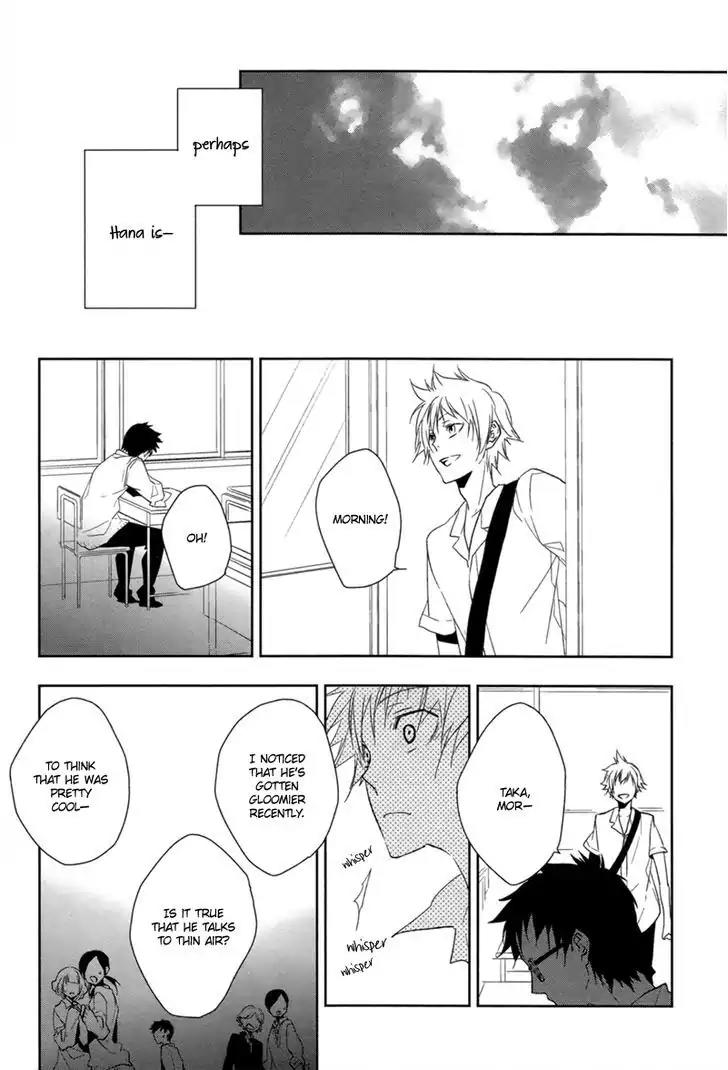 perhaps
Hana is—
MORNING!
OH!
TAKA,
MOR—
whisper
whisper
whisper
I NOTICED
THAT HE'S
GOTTEN
GLOOMIER
RECENTLY.
IS IT TRUE
THAT HE TALKS
TO THIN AIR?
TO THINK
THAT HE WAS
PRETTY
COOL—